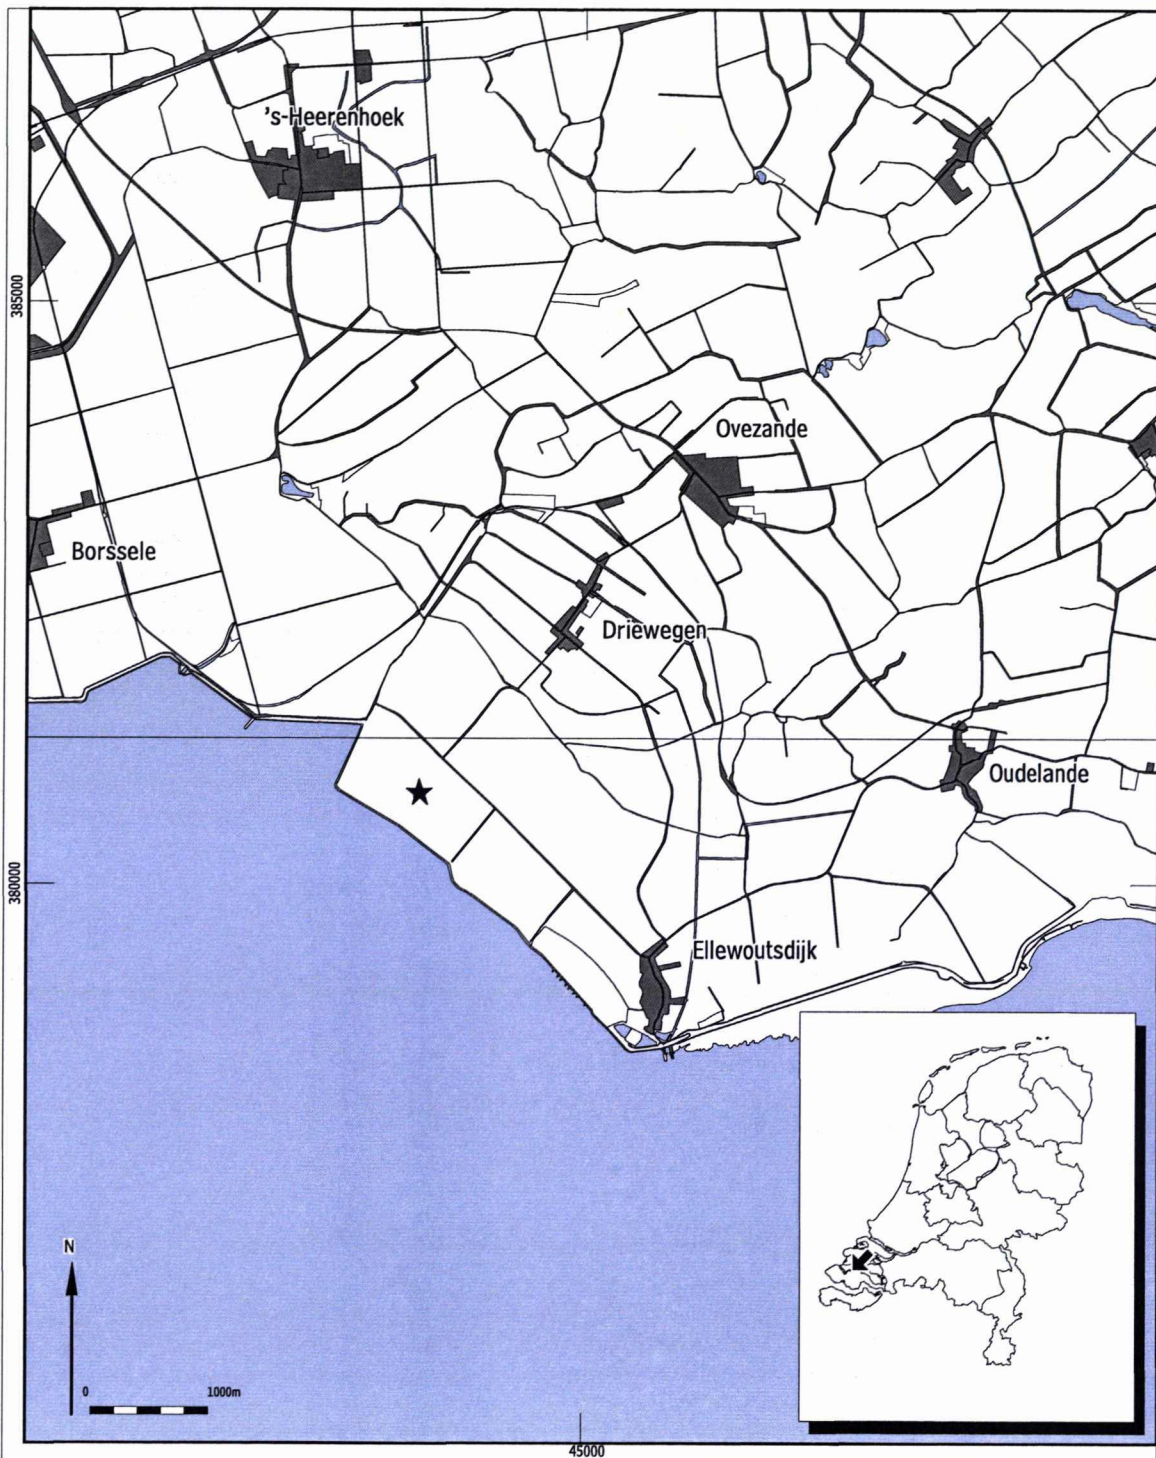 's-Heerenhoek
385000
Ovezande
Borssele
Driewegen
Oudelande
380000
Ellewoutsdijk
N
0 1000m
45000